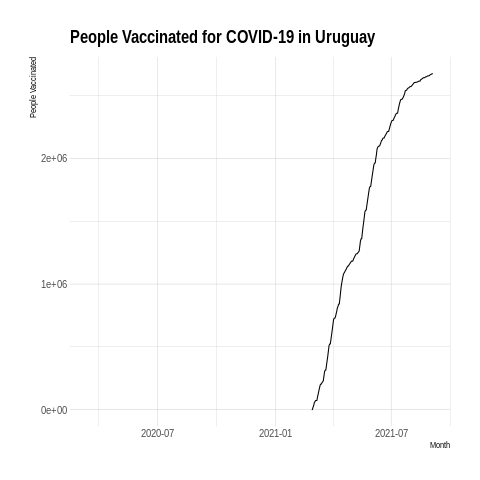 People Vaccinated for COVID-19 in Uruguay
People Vaccinated
2e+06
1e+06
0e+00
2020-07
2021-01
2021-07
Month